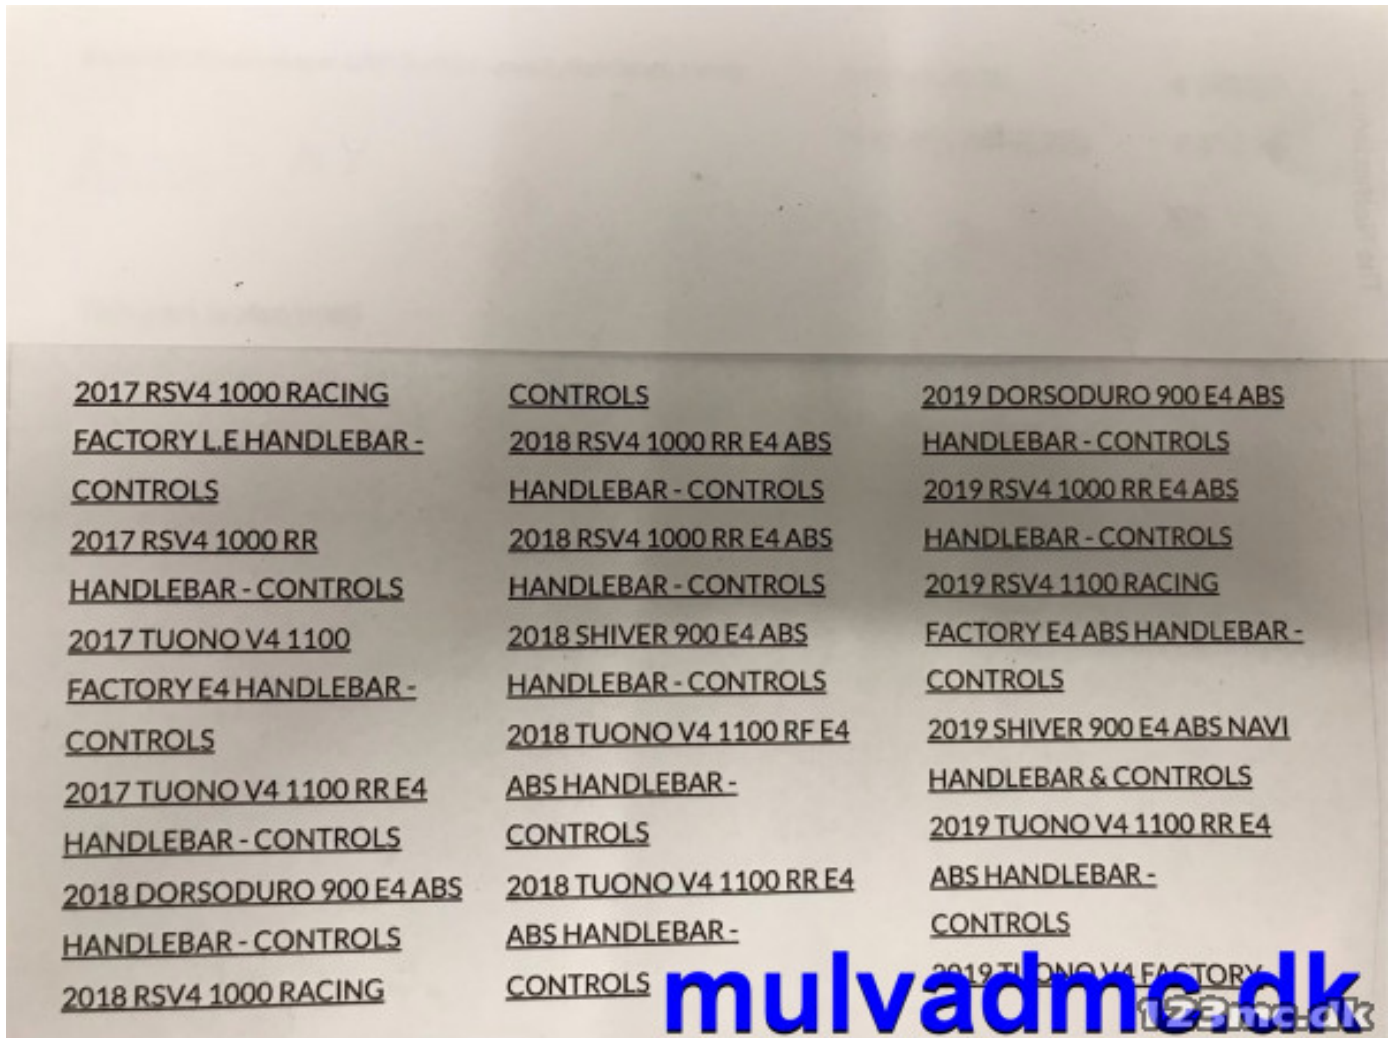 2017 RSV4 1000 RACING
FACTORY L.E HANDLEBAR -
CONTROLS
2017 RSV4 1000 RR
HANDLEBAR - CONTROLS
2017 TUONO V4 1100
FACTORY E4 HANDLEBAR -
CONTROLS
2017 TUONO V4 1100 RR E4
HANDLEBAR - CONTROLS
2018 DORSODURO 900 E4 ABS
HANDLEBAR - CONTROLS
2018 RSV4 1000 RACING
CONTROLS
2018 RSV4 1000 RR E4 ABS
HANDLEBAR - CONTROLS
2018 RSV4 1000 RR E4 ABS
HANDLEBAR - CONTROLS
2018 SHIVER 900 E4 ABS
HANDLEBAR - CONTROLS
2018 TUONO V4 1100 RF E4
ABS HANDLEBAR -
CONTROLS
2018 TUONO V4 1100 RR E4
ABS HANDLEBAR -
CONTROLS
2019 DORSODURO 900 E4 ABS
HANDLEBAR - CONTROLS
2019 RSV4 1000 RR E4 ABS
HANDLEBAR - CONTROLS
2019 RSV4 1100 RACING
FACTORY E4 ABS HANDLEBAR -
CONTROLS
2019 SHIVER 900 E4 ABS NAVI
HANDLEBAR & CONTROLS
2019 TUONO V4 1100 RR E4
ABS HANDLEBAR -
CONTROLS
2019 TUONO V4 FACTORY
mulvadmc.dk
123mc.dk